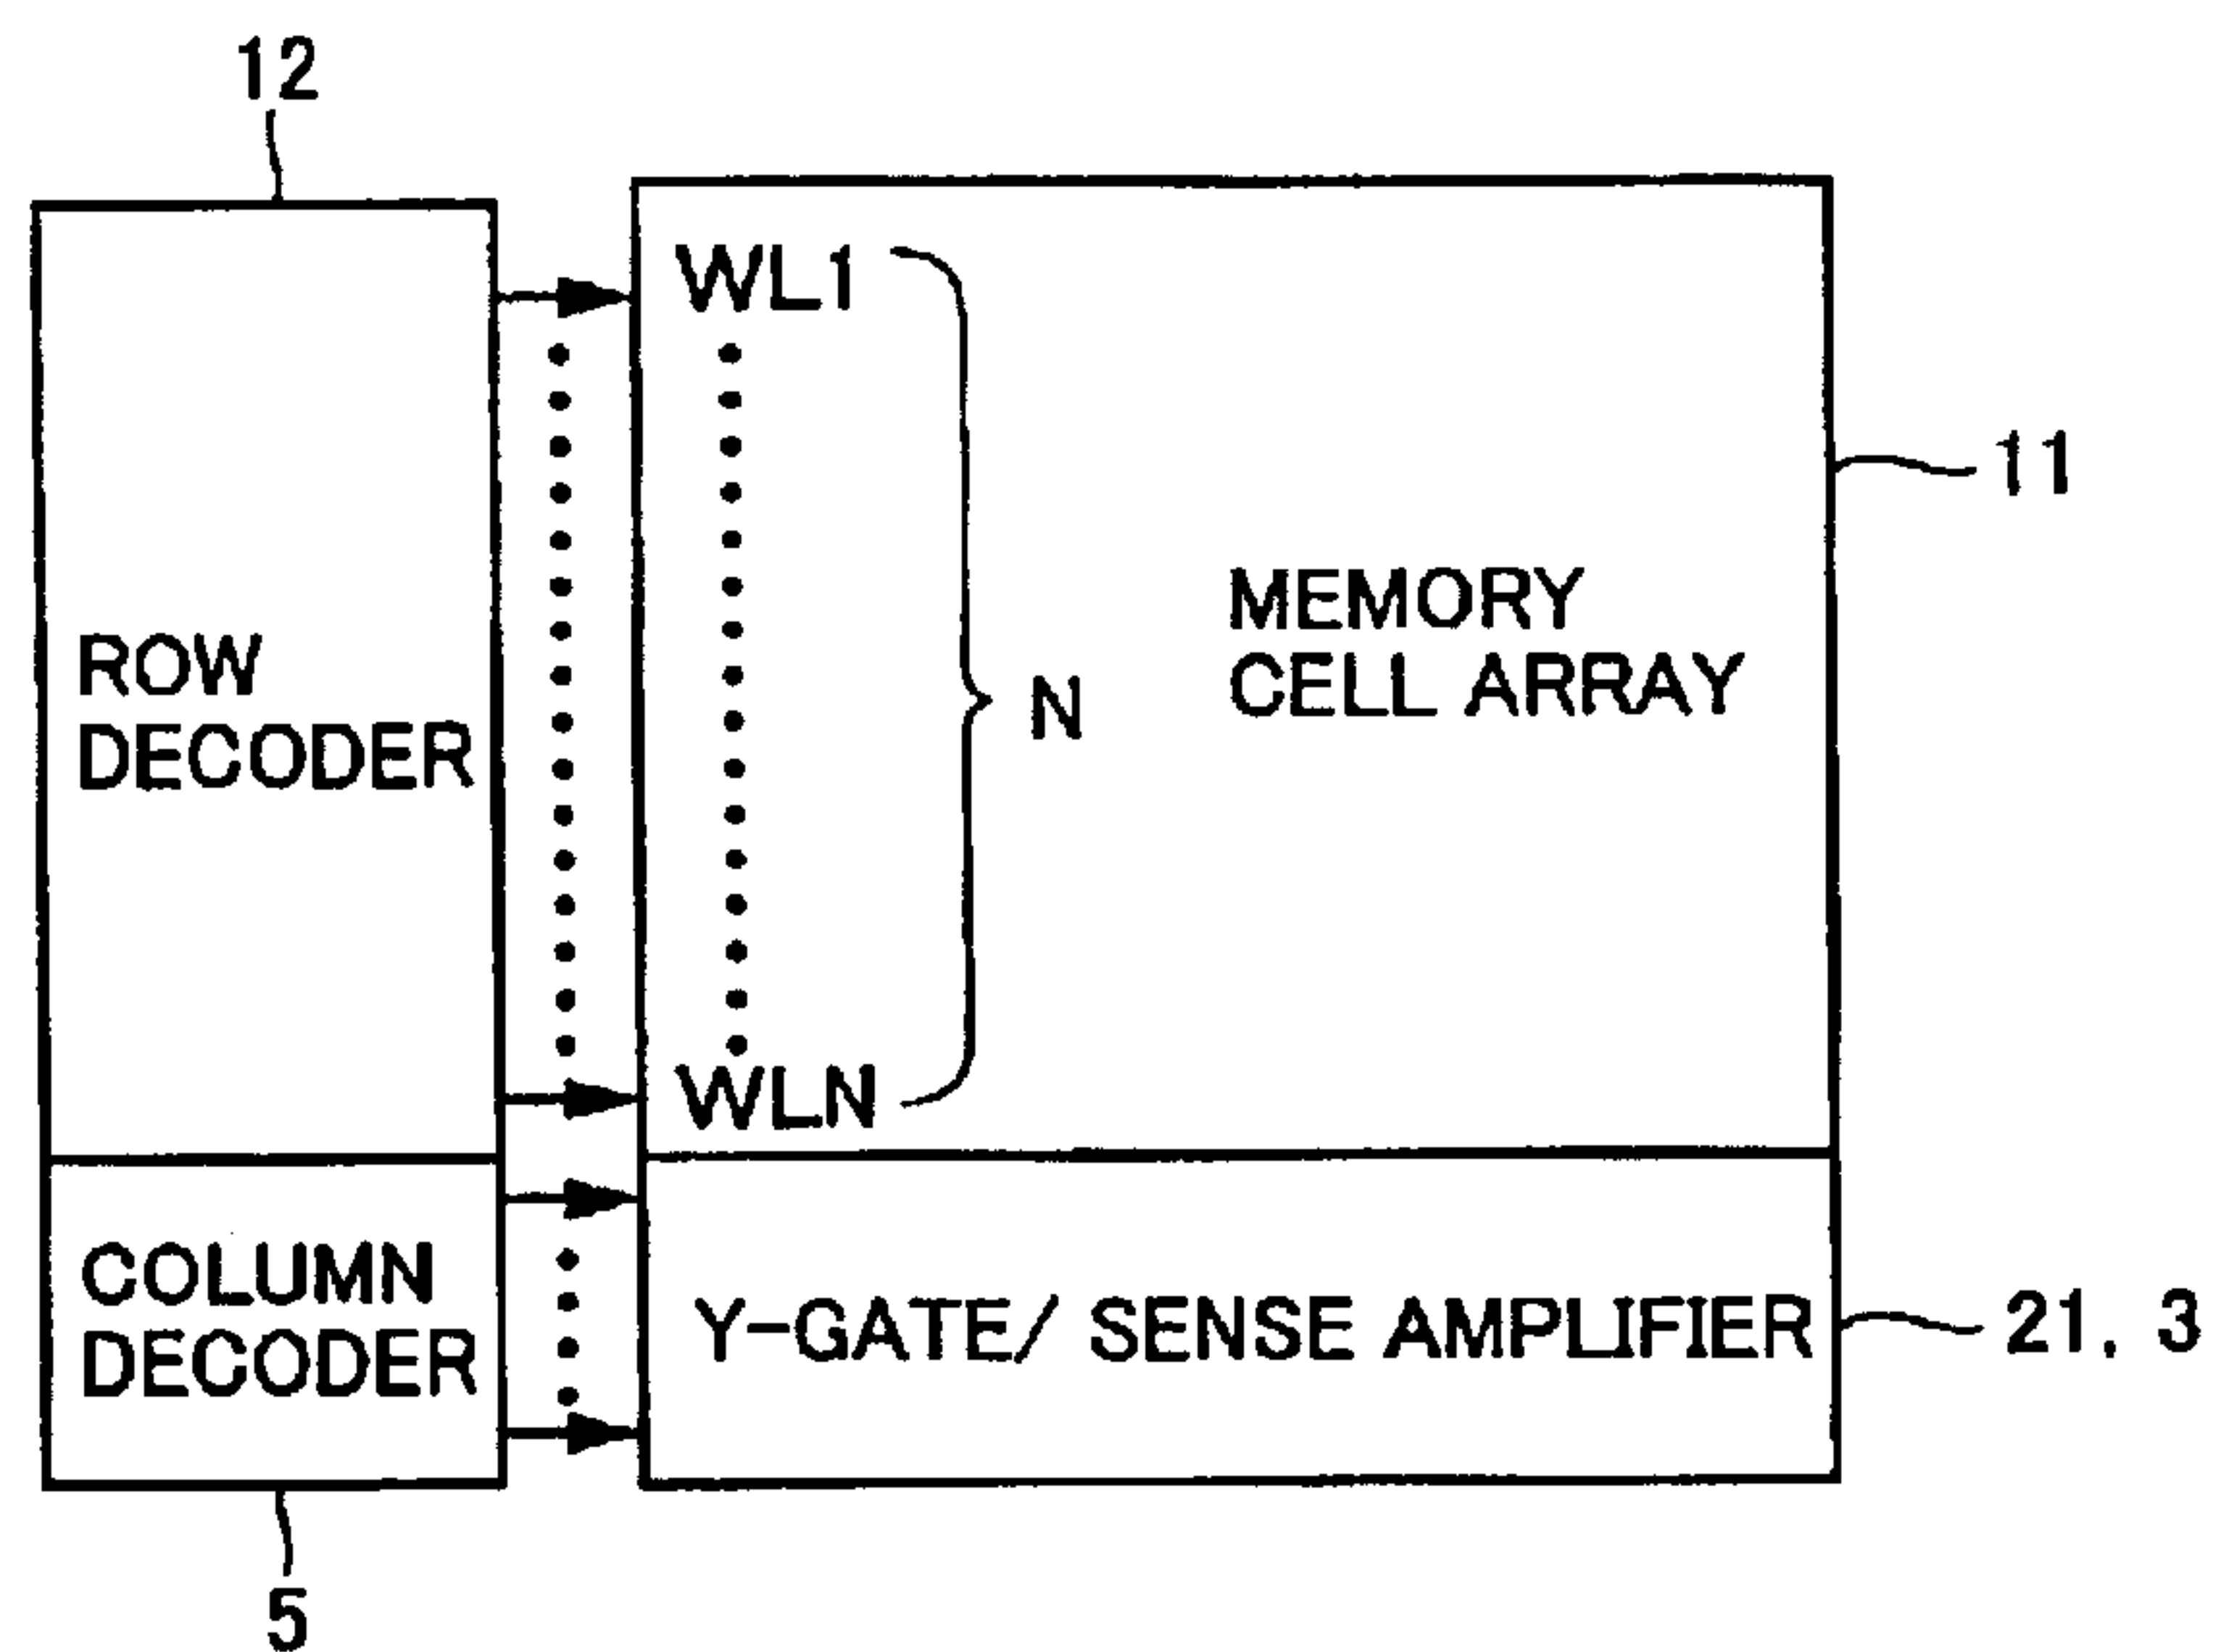 12
WL1
11
MEMORY
CELL ARRAY
ROW
DECODER
N
WLN
COLUMN
DECODER
Y-GATE/ SENSE AMPLIFIER
21. 3
5